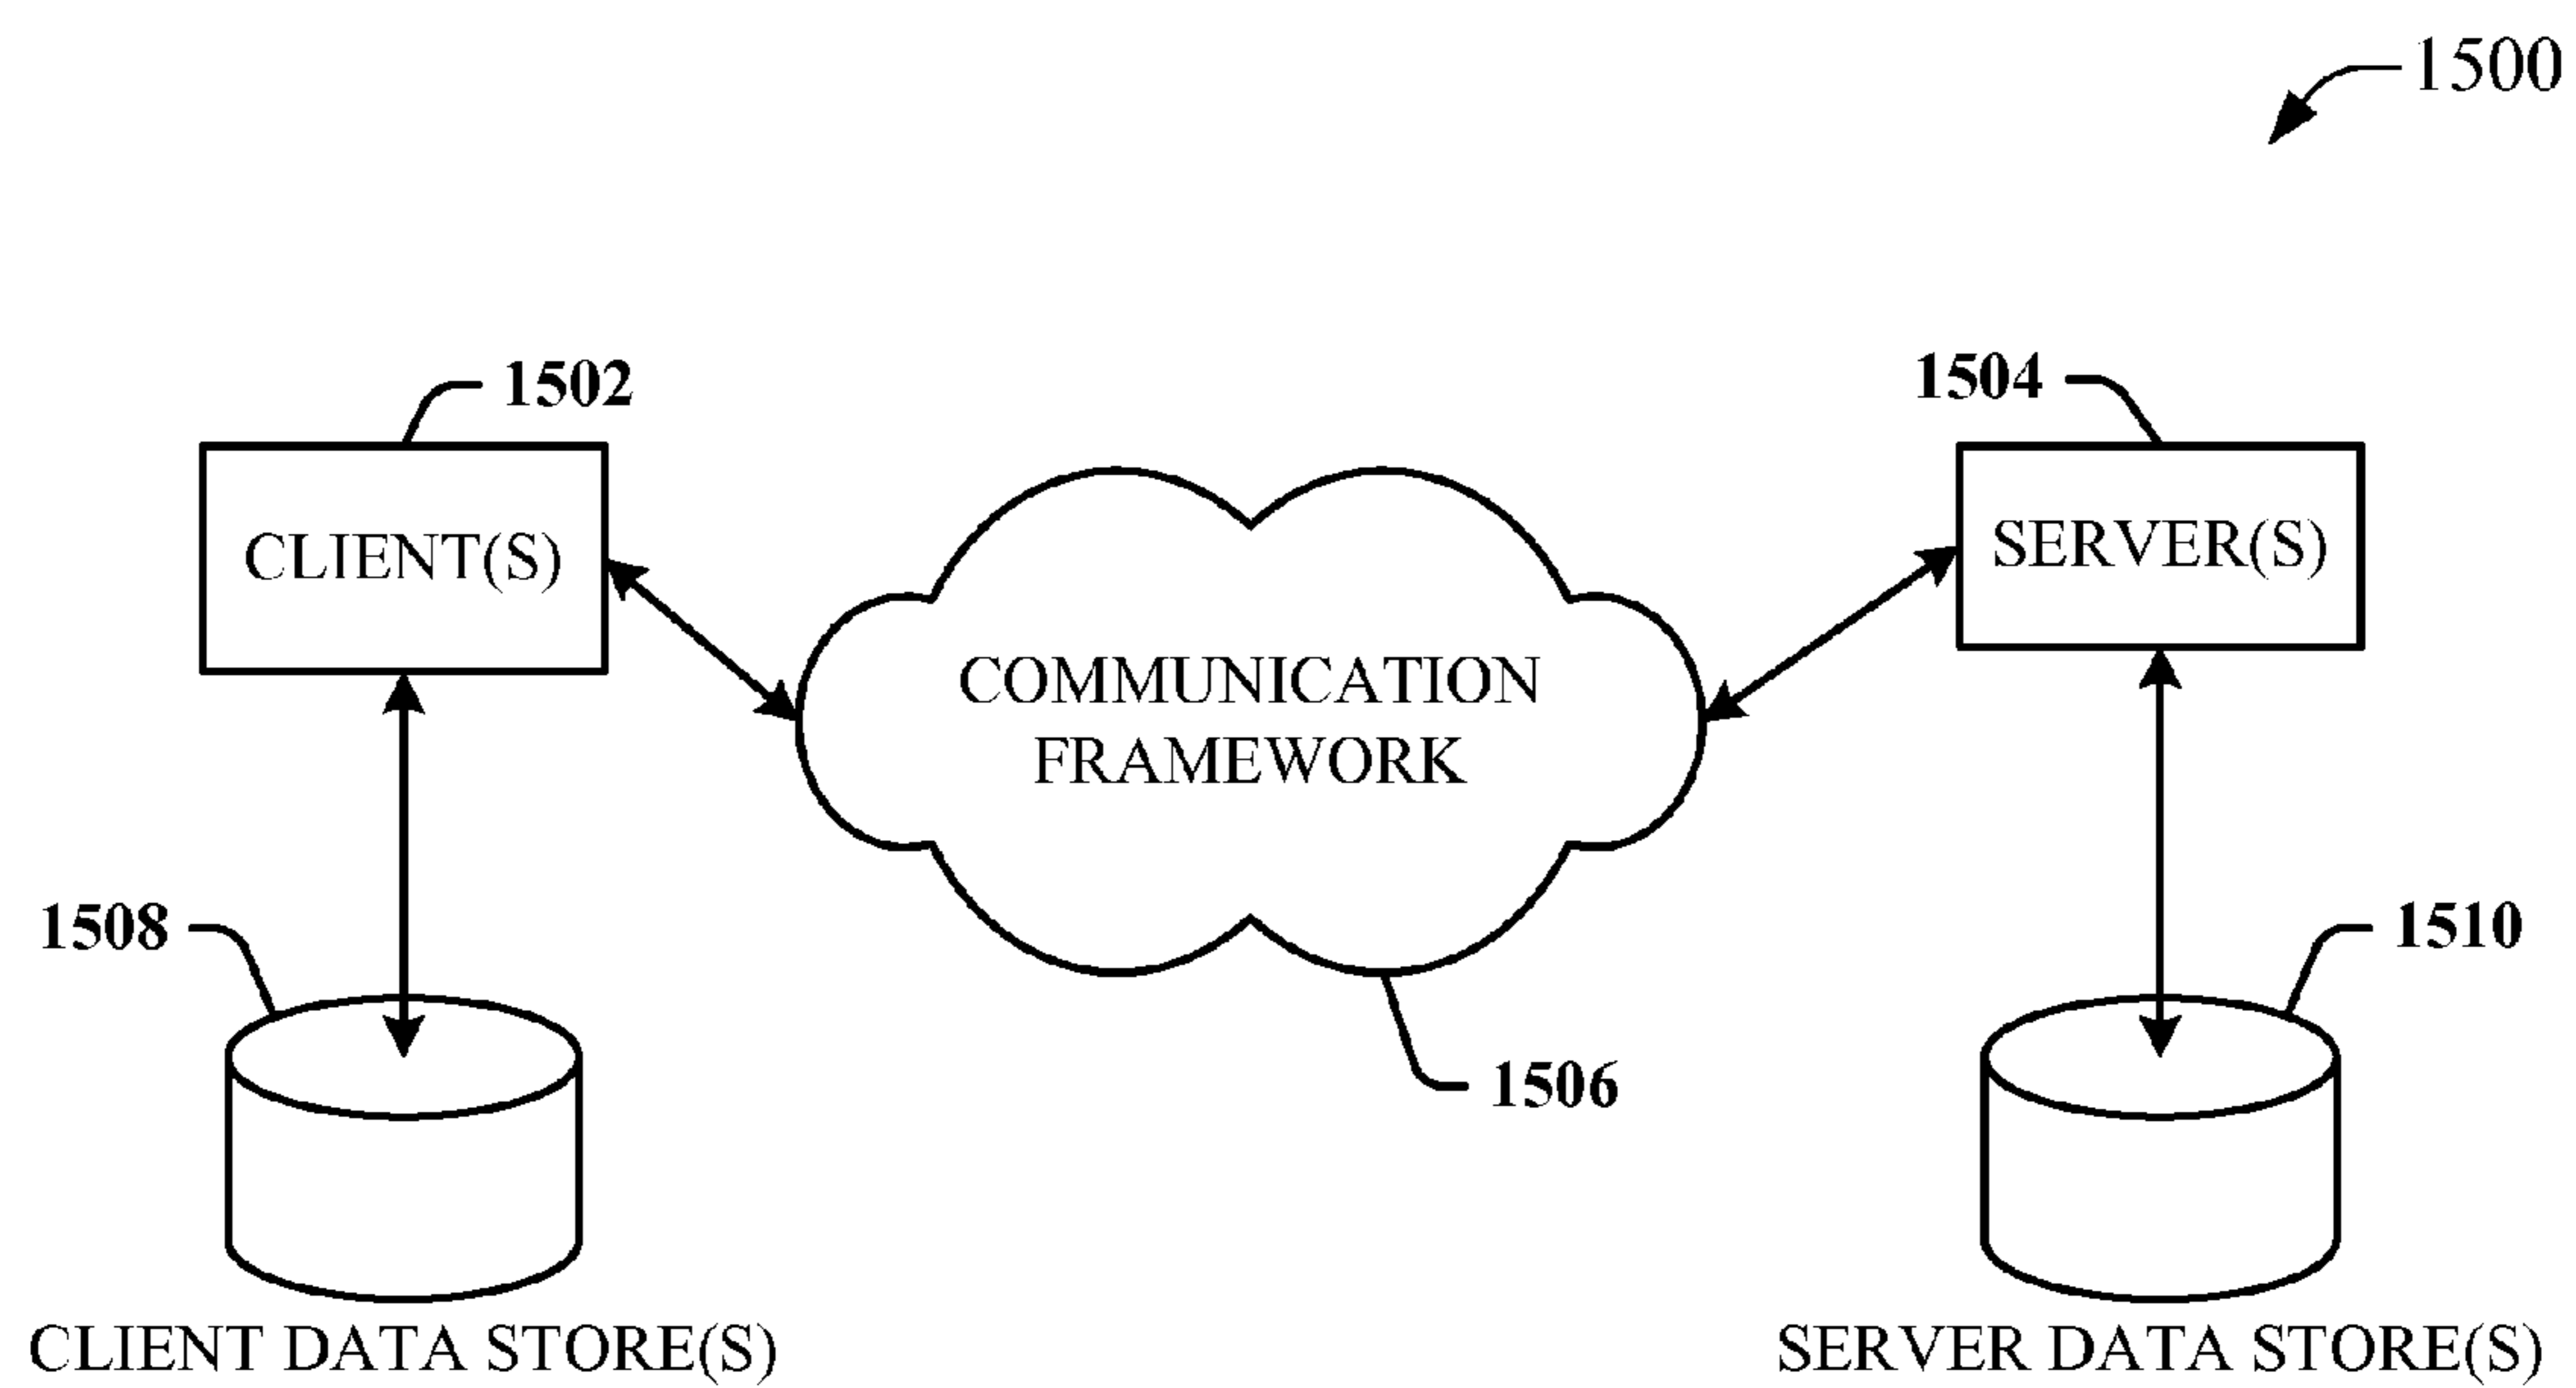 1500
1502
1504
CLIENT(S)
SERVER(S)
COMMUNICATION
FRAMEWORK
1508
1510
1506
CLIENT DATA STORE(S)
SERVER DATA STORE(S)